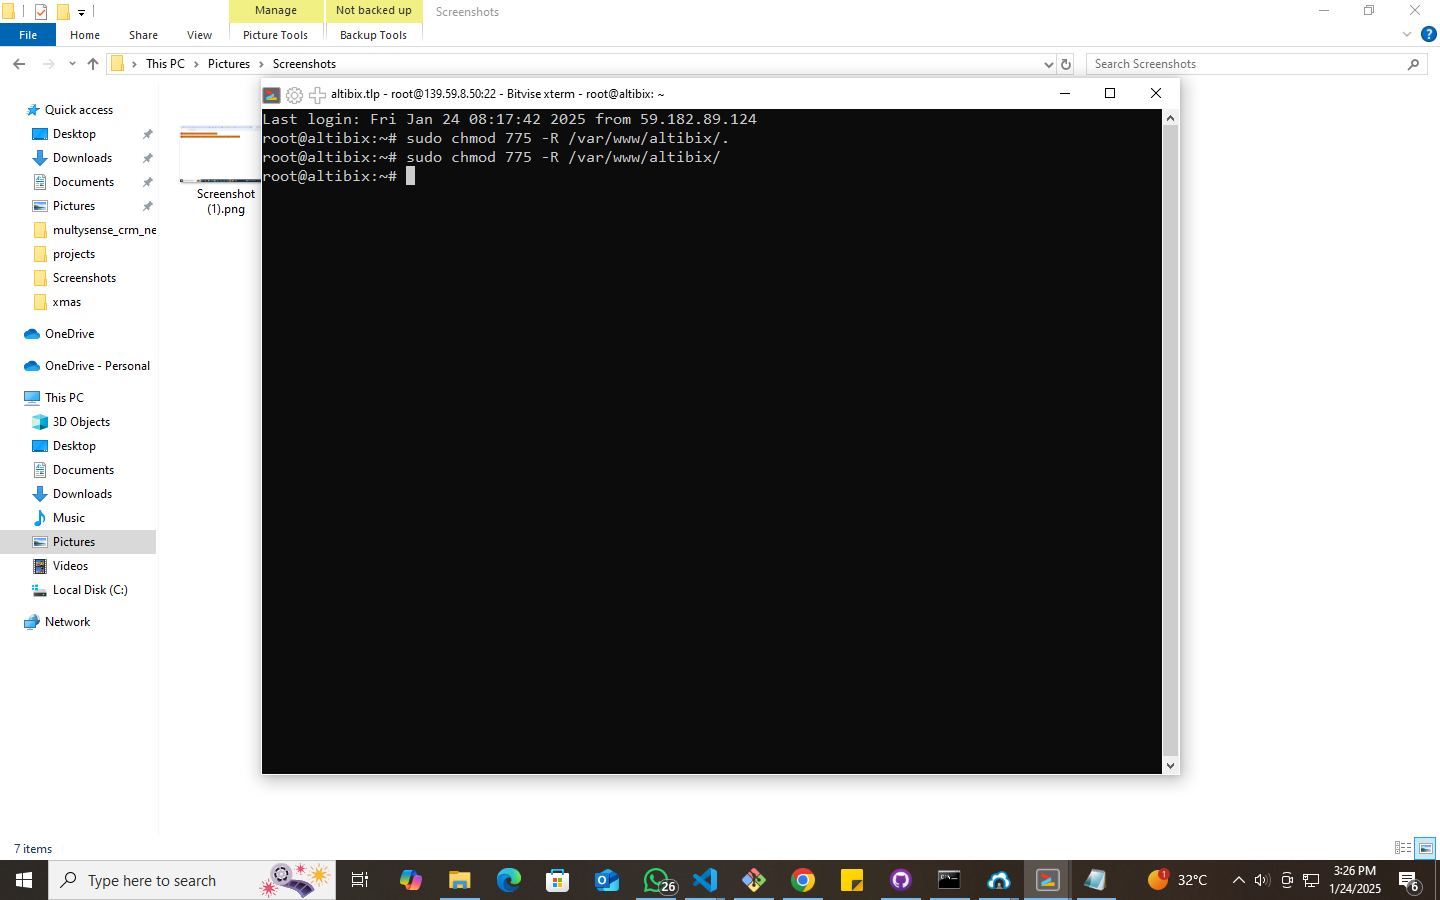 Manage
Not backed up
Screenshots
File
Home
Share
View
Picture Tools
Backup Tools
This PC
Pictures
Screenshots
Search Screenshots
altibix.tlp - root@139.59.8.50:22 - Bitvise xterm - root@altibix: ~
Last login: Fri Jan 24 08:17:42 2025 from 59.182.89.124
root@altibix:~# sudo chmod 775 -R /var/www/altibix/.
root@altibix:~# sudo chmod 775 -R /var/www/altibix/
root@altibix:~#
Quick access
Desktop
Downloads
Documents
Pictures
multysense_crm_ne
projects
Screenshots
xmas
OneDrive
OneDrive - Personal
This PC
3D Objects
Desktop
Documents
Downloads
Music
Pictures
Videos
Local Disk (C:)
Network
Screenshot
(1).png
7 items
Type here to search
26
1
32°C
3:26 PM
1/24/2025
6